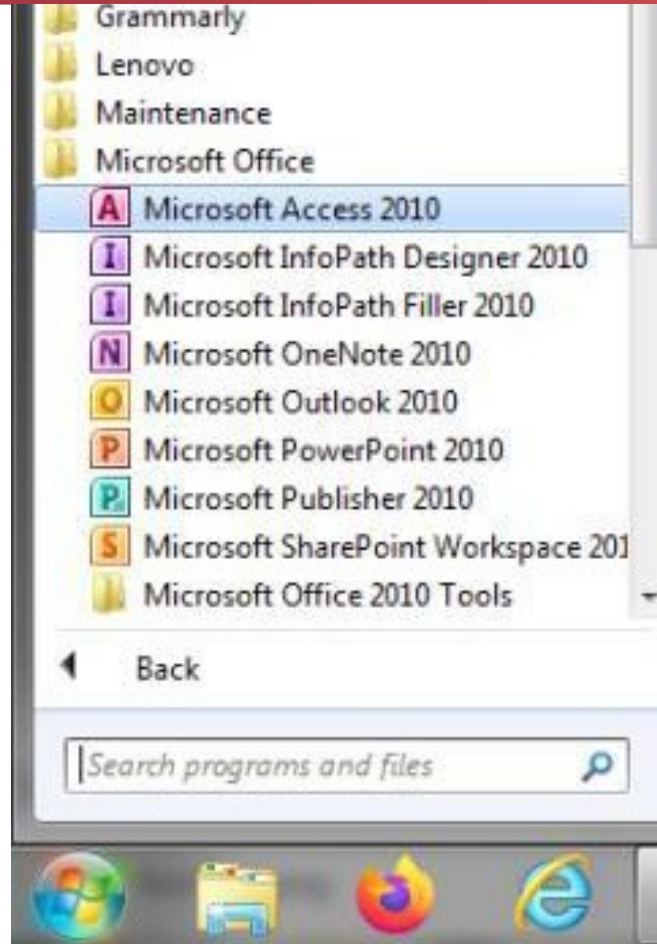 Grammarly
Lenovo
Maintenance
Microsoft Office
A Microsoft Access 2010
I Microsoft InfoPath Designer 2010
I Microsoft InfoPath Filler 2010
N Microsoft OneNote 2010
O Microsoft Outlook 2010
P Microsoft PowerPoint 2010
P Microsoft Publisher 2010
S Microsoft SharePoint Workspace 201
Microsoft Office 2010 Tools
Back
Search programs and files